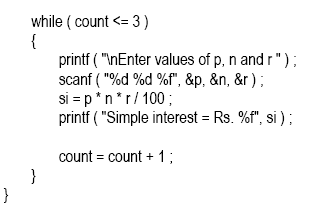 while ( count <= 3 )
{
printf ( "\nEnter values of p, n and r " ) ;
scanf ( "%d %d %f", &p, &n, &r ) ;
si = p * n * r / 100 ;
printf ( "Simple interest = Rs. %f", si ) ;
count = count + 1 ;
}
}